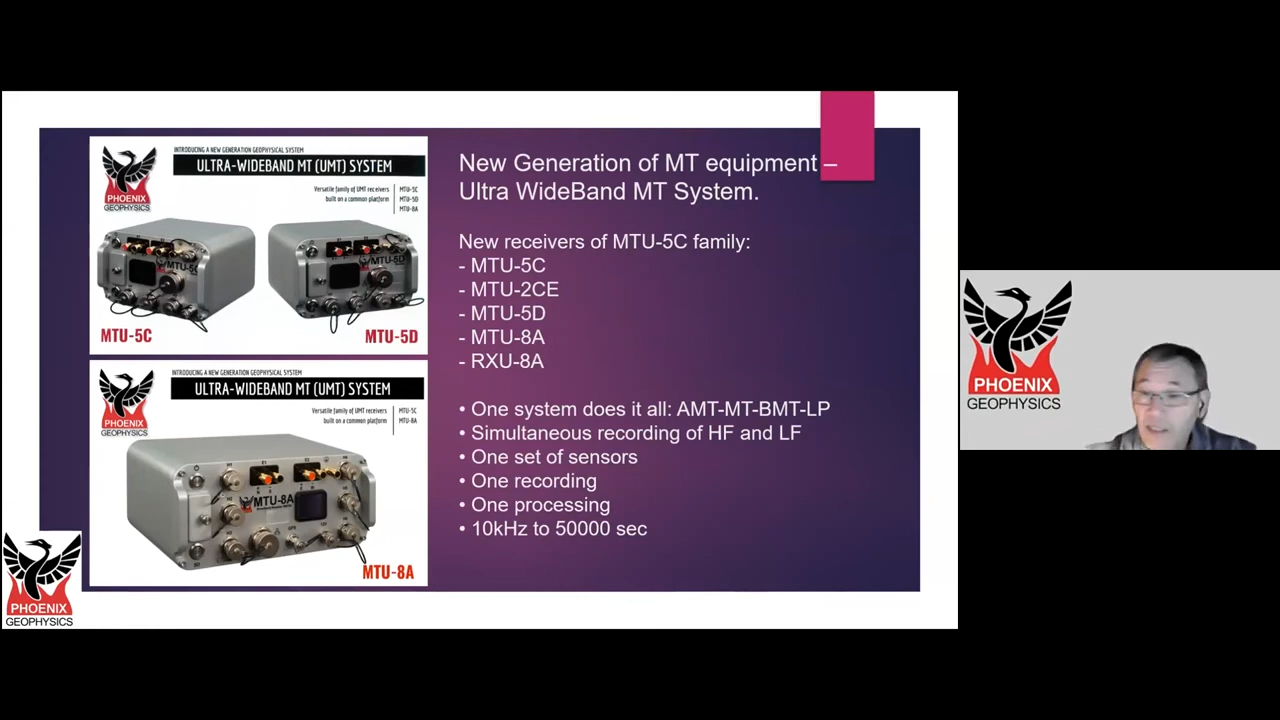 INTRODUCING A NEW GENERATION GEOPHYSICAL SYSTEM
ULTRA-WIDEBAND MT (UMT) SYSTEM
Versatile family of UMT receivers
built on a common platform
MTU-5C
MTU-5D
MTU-8A
PHOENIX
GEOPHYSICS
MTU-5C
MTU-5D
MTU-5C
MTU-5D
INTRODUCING A NEW GENERATION GEOPHYSICAL SYSTEM
ULTRA-WIDEBAND MT (UMT) SYSTEM
Versatile family of UMT receivers
built on a common platform
MTU-5C
MTU-8A
PHOENIX
GEOPHYSICS
MTU-8A
MTU-8A
New Generation of MT equipment –
Ultra WideBand MT System.
New receivers of MTU-5C family:
- MTU-5C
- MTU-2CE
- MTU-5D
- MTU-8A
- RXU-8A
• One system does it all: AMT-MT-BMT-LP
• Simultaneous recording of HF and LF
• One set of sensors
• One recording
• One processing
• 10kHz to 50000 sec
PHOENIX
GEOPHYSICS
PHOENIX
GEOPHYSICS